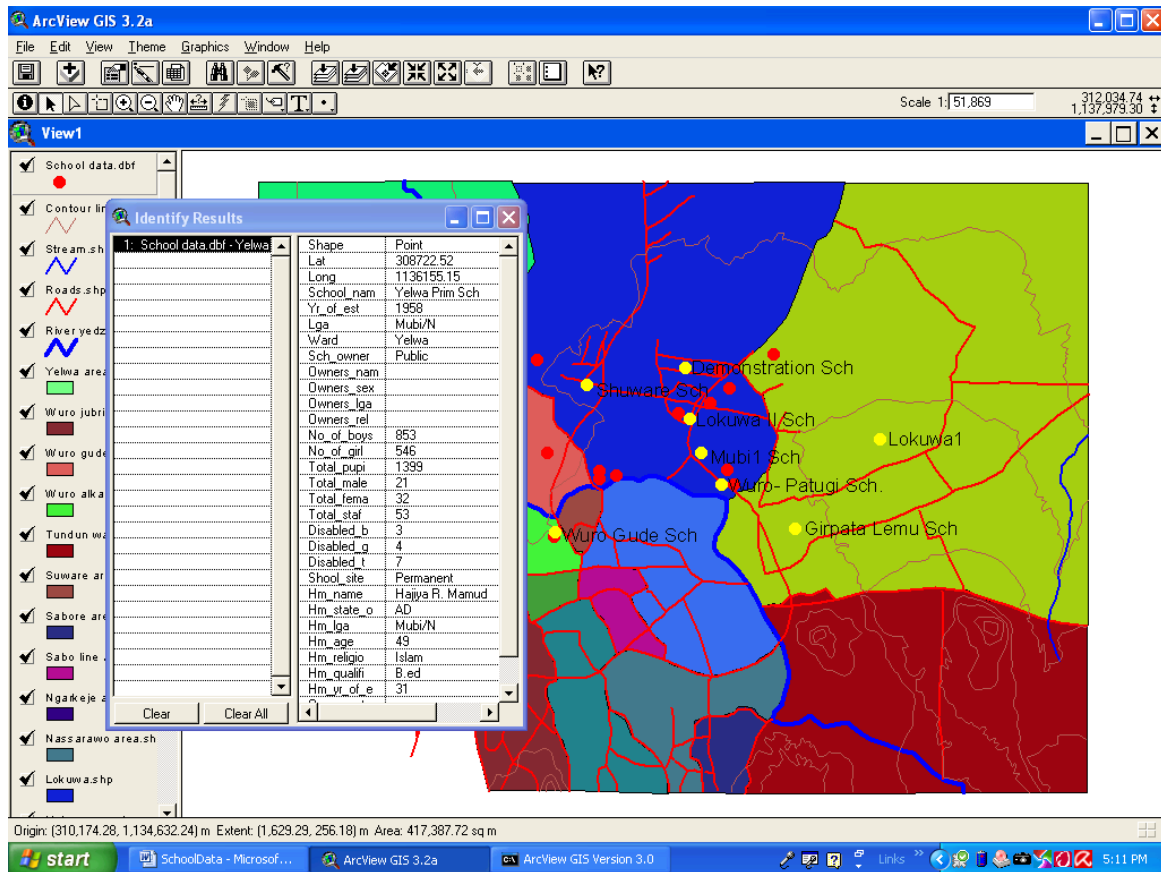 ArcView GIS 3.2a
File Edit View Theme Graphics Window Help
Scale 1: 51,869
312,034.74
1,137,979.30
View1
School data.dbf
Contour lin
Stream.sh
Roads.shp
River yedz
Yelwa area
Wuro jubri
Wuro gude
Wuro alka
Tundun wa
Suware ar
Sabore are
Sabo line
Ngarkeje a
Nassarawo area.sh
Lokuwa.shp
Identify Results
1: School data.dbf - Yelwa
Shape Point
Lat 308722.52
Long 1136155.15
School_nam Yelwa Prim Sch
Yr_of_est 1958
Lga Mubi/N
Ward Yelwa
Sch_owner Public
Owners_nam
Owners_sex
Owners_lga
Owners_rel
No_of_boys 853
No_of_girl 546
Total_pupi 1399
Total_male 21
Total_fema 32
Total_staf 53
Disabled_b 3
Disabled_g 4
Disabled_t 7
Shool_site Permanent
Hm_name Hajiya R. Mamud
Hm_state_o AD
Hm_lga Mubi/N
Hm_age 49
Hm_religio Islam
Hm_qualifi B.ed
Hm_yr_of_e 31
Clear Clear All
Demonstration Sch
Shuware Sch
Lokuwa II Sch
Lokuwa1
Mubi1 Sch
Wuro- Patugi Sch.
Wuro Gude Sch
Girpata Lemu Sch
Origin: (310,174.28, 1,134,632.24) m Extent: (1,629.29, 256.18) m Area: 417,387.72 sq m
start SchoolData - Microsof... ArcView GIS 3.2a ArcView GIS Version 3.0 Links 5:11 PM